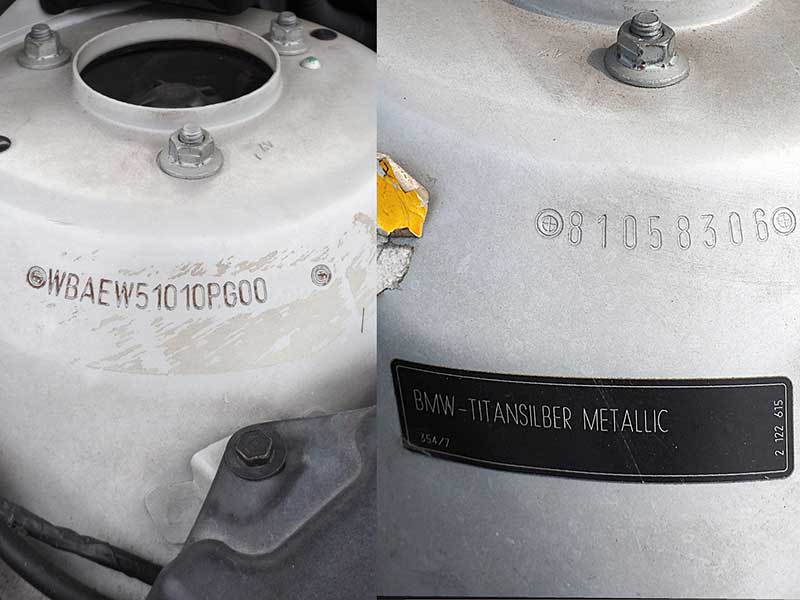 WBAEW51010PG00
81058306
BMW-TITANSILBER METALLIC
354/7
2 122 615